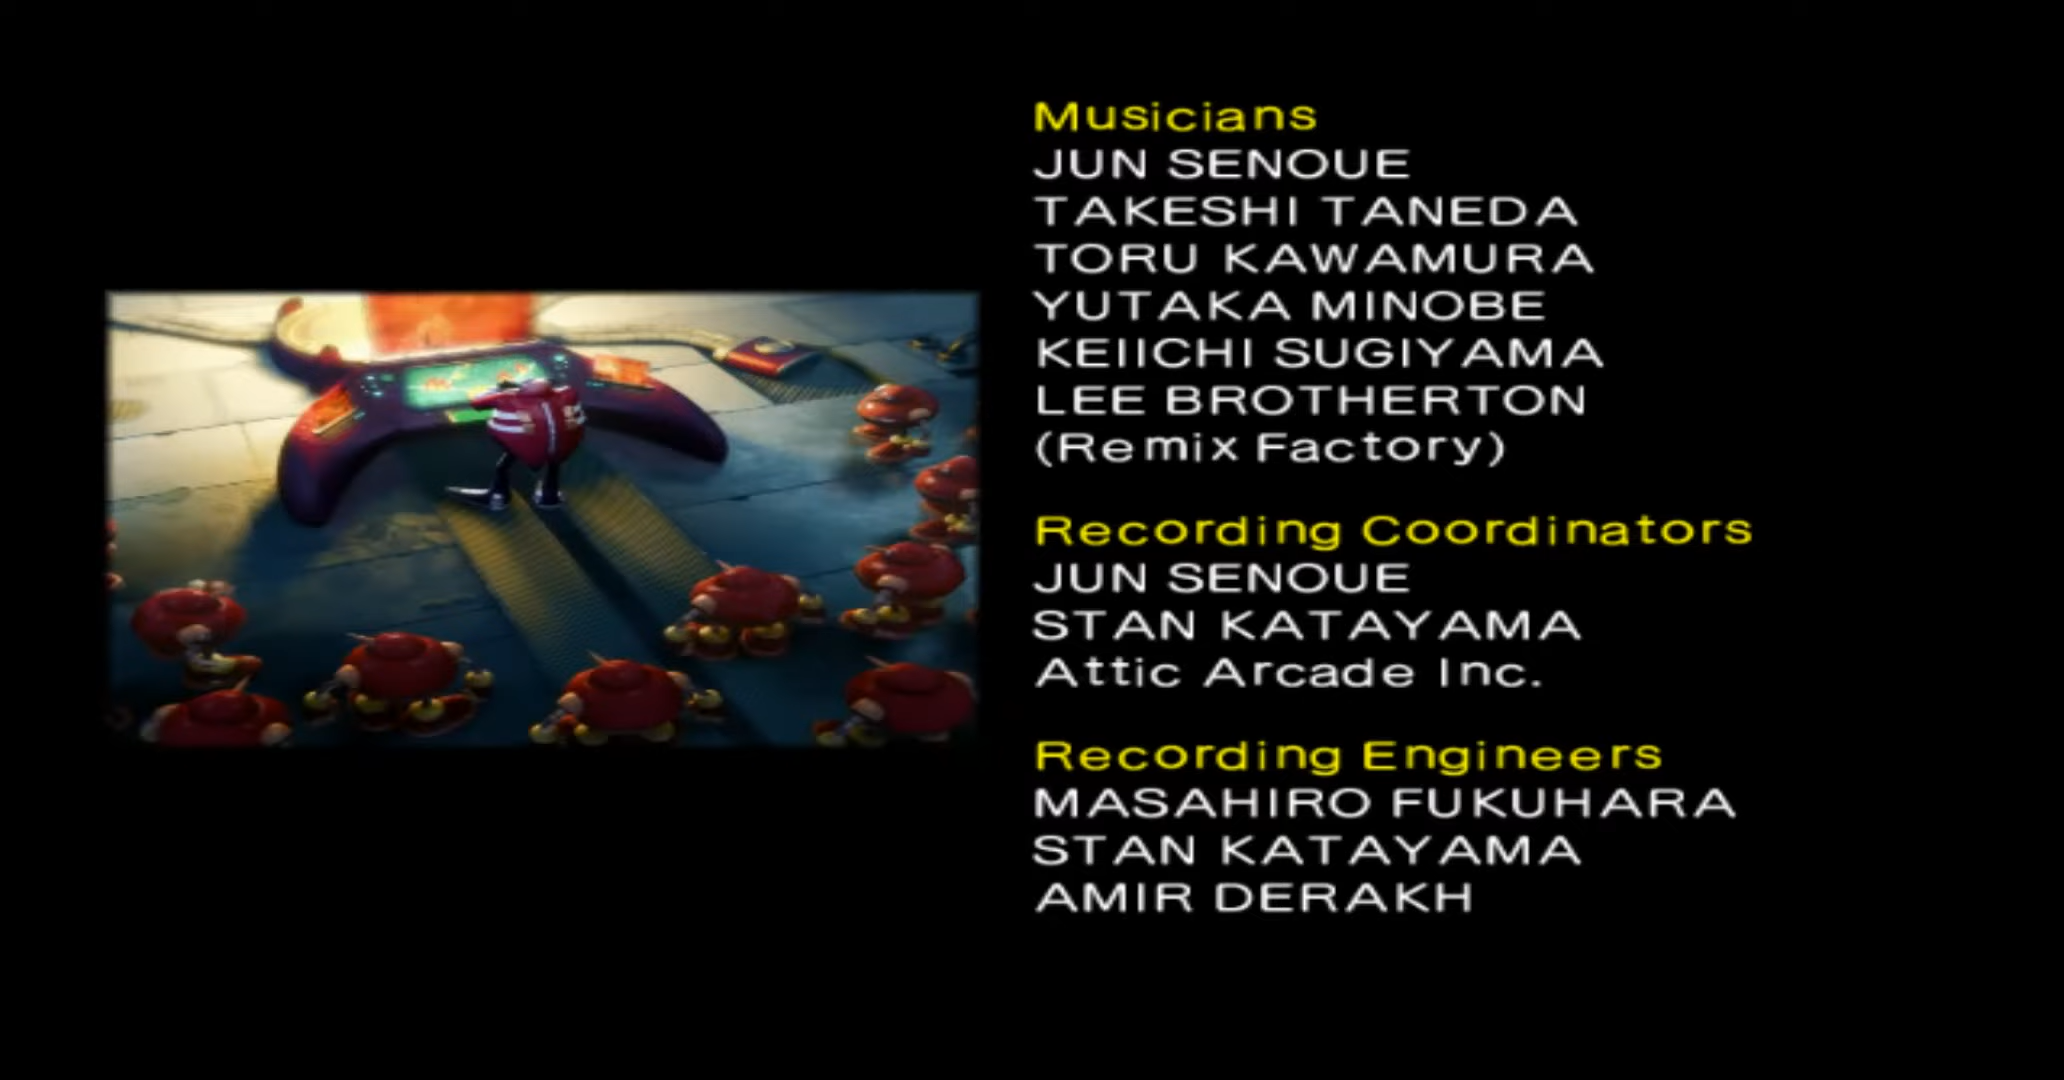 Musicians
JUN SENOUE
TAKESHI TANEDA
TORU KAWAMURA
YUTAKA MINOBE
KEIICHI SUGIYAMA
LEE BROTHERTON
(Remix Factory)
Recording Coordinators
JUN SENOUE
STAN KATAYAMA
Attic Arcade Inc.
Recording Engineers
MASAHIRO FUKUHARA
STAN KATAYAMA
AMIR DERAKH